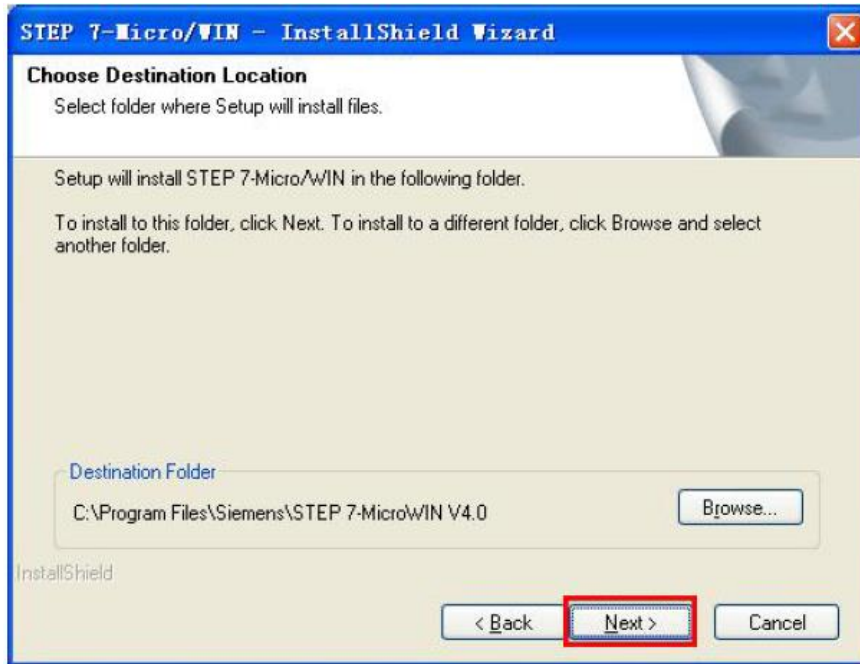 STEP 7-Micro/WIN - InstallShield Wizard
Choose Destination Location
Select folder where Setup will install files.
Setup will install STEP 7-Micro/WIN in the following folder.
To install to this folder, click Next. To install to a different folder, click Browse and select
another folder.
Destination Folder
C:\Program Files\Siemens\STEP 7-MicroWIN V4.0
Browse...
InstallShield
< Back
Next >
Cancel